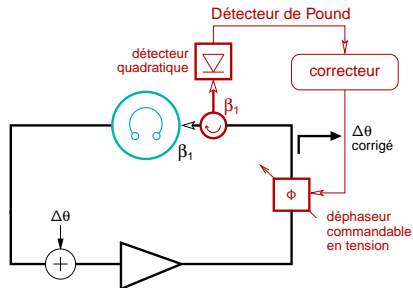 Détecteur de Pound
détecteur
quadratique
correcteur
β1
β1
Δθ
corrigé
Φ
déphaseur
commandable
en tension
Δθ
+